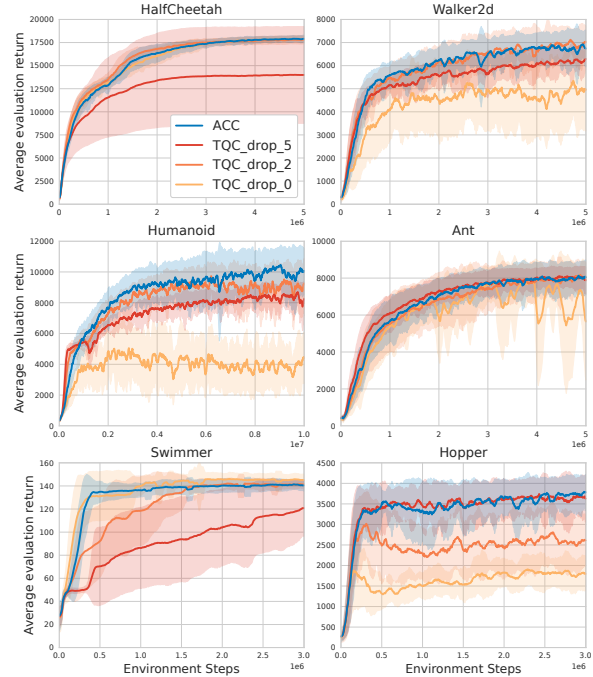 HalfCheetah
Walker2d
Average evaluation return
20000
17500
15000
12500
10000
7500
5000
2500
0
0 1 2 3 4 5
1e6
ACC
TQC_drop_5
TQC_drop_2
TQC_drop_0
8000
7000
6000
5000
4000
3000
2000
1000
0
0 1 2 3 4 5
1e6
Humanoid
Ant
Average evaluation return
12000
10000
8000
6000
4000
2000
0
0.0 0.2 0.4 0.6 0.8 1.0
1e7
10000
8000
6000
4000
2000
0
0 1 2 3 4 5
1e6
Swimmer
Hopper
Average evaluation return
160
140
120
100
80
60
40
20
0
0.0 0.5 1.0 1.5 2.0 2.5 3.0
Environment Steps
1e6
4500
4000
3500
3000
2500
2000
1500
1000
500
0
0.0 0.5 1.0 1.5 2.0 2.5 3.0
Environment Steps
1e6